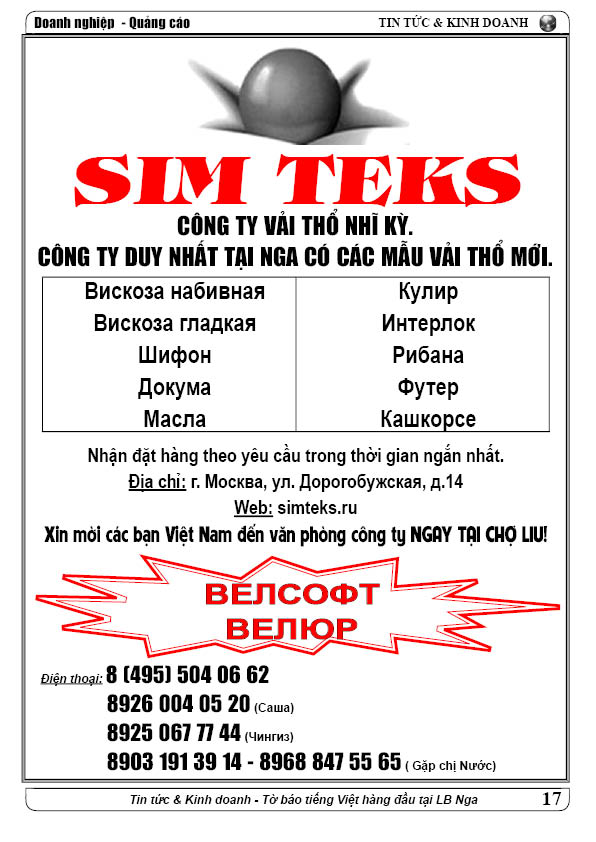 Doanh nghiệp - Quảng cáo
TIN TỨC & KINH DOANH
SIM TEKS
CÔNG TY VẢI THỔ NHĨ KỲ.
CÔNG TY DUY NHẤT TẠI NGA CÓ CÁC MẪU VẢI THỔ MỚI.
Вискоза набивная Кулир
Вискоза гладкая Интерлок
Шифон Рибана
Докума Футер
Масла Кашкорсе
Nhận đặt hàng theo yêu cầu trong thời gian ngắn nhất.
Địa chỉ: г. Москва, ул. Дорогобужская, д.14
Web: simteks.ru
Xin mời các bạn Việt Nam đến văn phòng công ty NGAY TẠI CHỢ LIU!
ВЕЛСОФТ
ВЕЛЮР
Điện thoại: 8 (495) 504 06 62
8926 004 05 20 (Саша)
8925 067 77 44 (Чингиз)
8903 191 39 14 - 8968 847 55 65 ( Gặp chị Nước)
Tin tức & Kinh doanh - Tờ báo tiếng Việt hàng đầu tại LB Nga
17